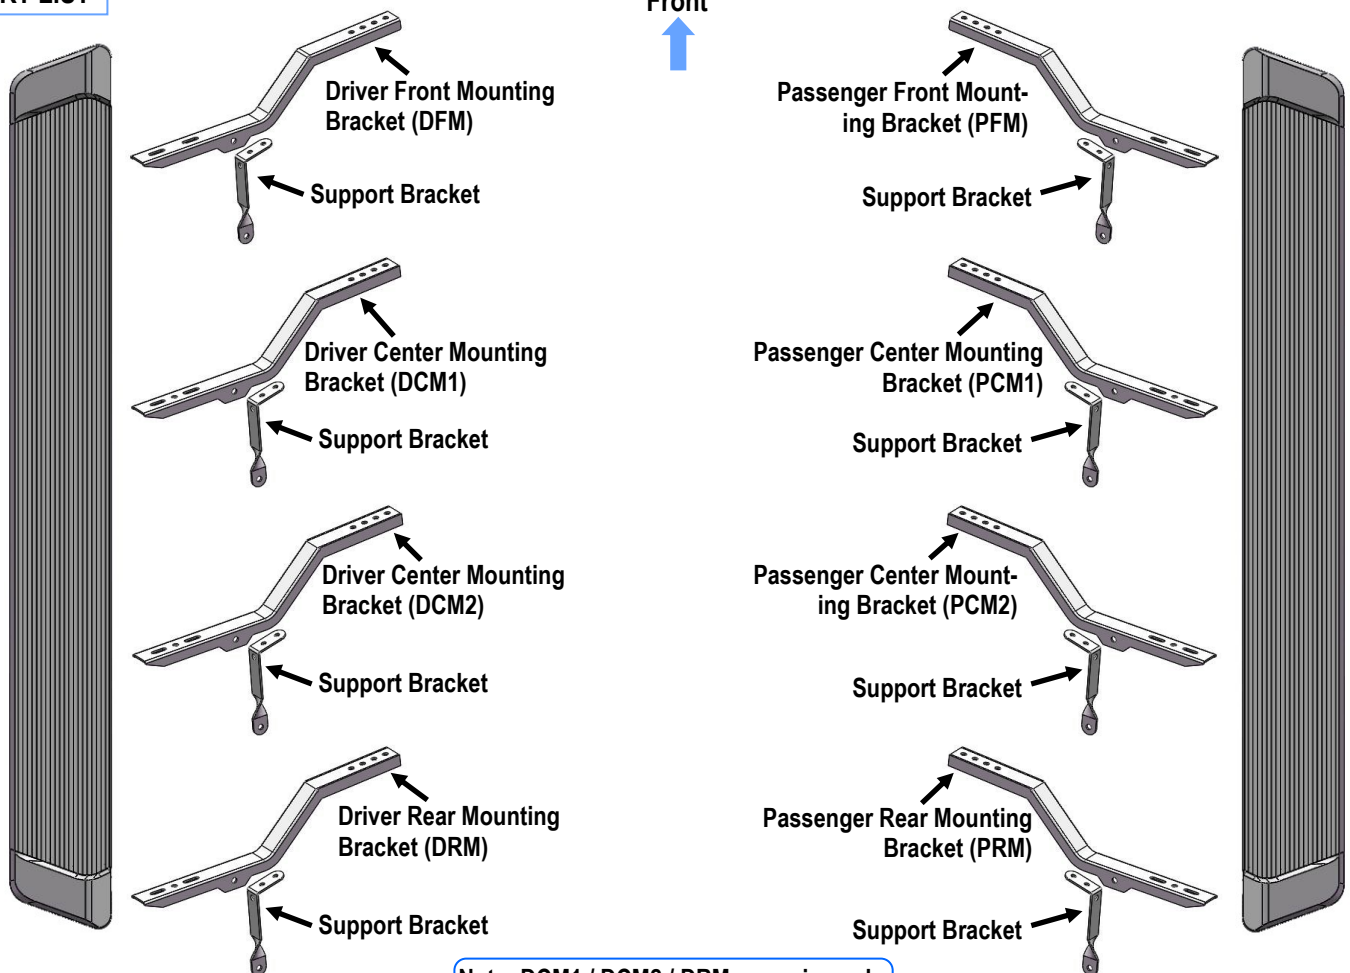 Front
Driver Front Mounting
Bracket (DFM)
Support Bracket
Passenger Front Mount-
ing Bracket (PFM)
Support Bracket
Driver Center Mounting
Bracket (DCM1)
Support Bracket
Passenger Center Mounting
Bracket (PCM1)
Support Bracket
Driver Center Mounting
Bracket (DCM2)
Support Bracket
Passenger Center Mount-
ing Bracket (PCM2)
Support Bracket
Driver Rear Mounting
Bracket (DRM)
Support Bracket
Passenger Rear Mounting
Bracket (PRM)
Support Bracket
DCM1 / DCM2 / DRM